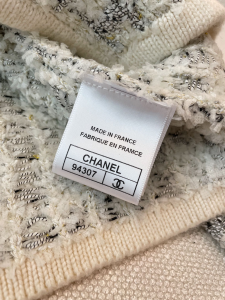 MADE IN FRANCE
FABRIQUE EN FRANCE
CHANEL
94307